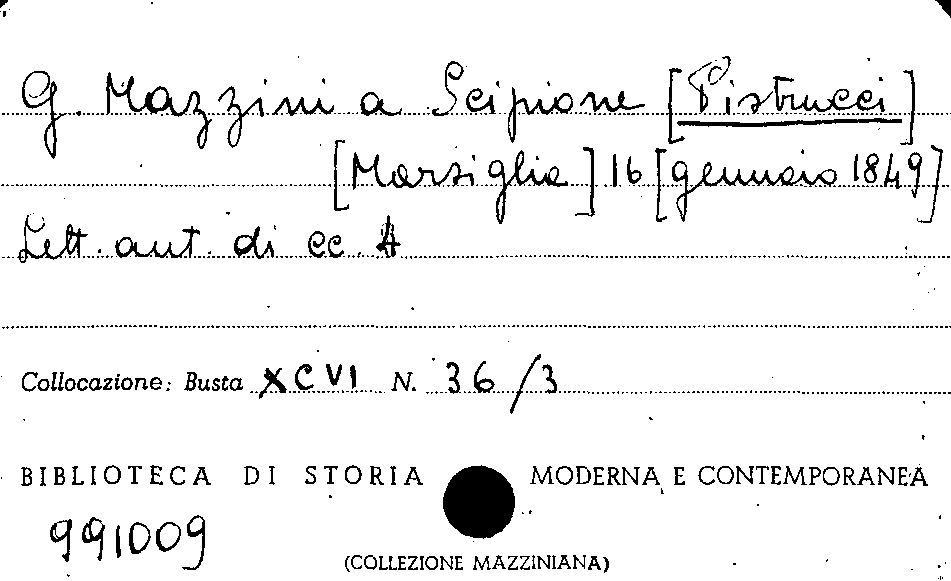 G. Mazzini a Scipione [Pistrucci]
[Marsiglia] 16 [gennaio 1849]
Lett. aut. di cc. 4
Collocazione: Busta XCVI N. 36/3
BIBLIOTECA DI STORIA MODERNA E CONTEMPORANEA
991009
(COLLEZIONE MAZZINIANA)